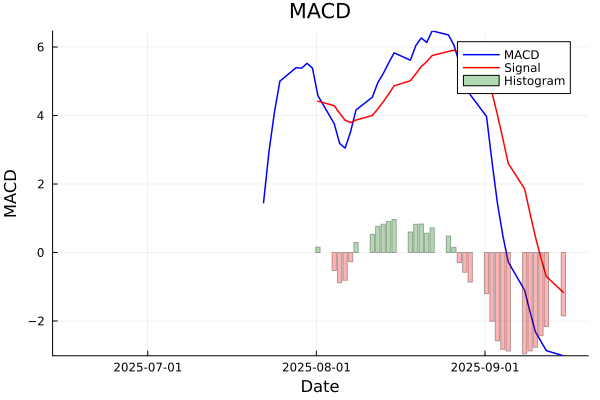 MACD
MACD
Signal
Histogram
6
4
2
0
−2
MACD
2025-07-01
2025-08-01
2025-09-01
Date